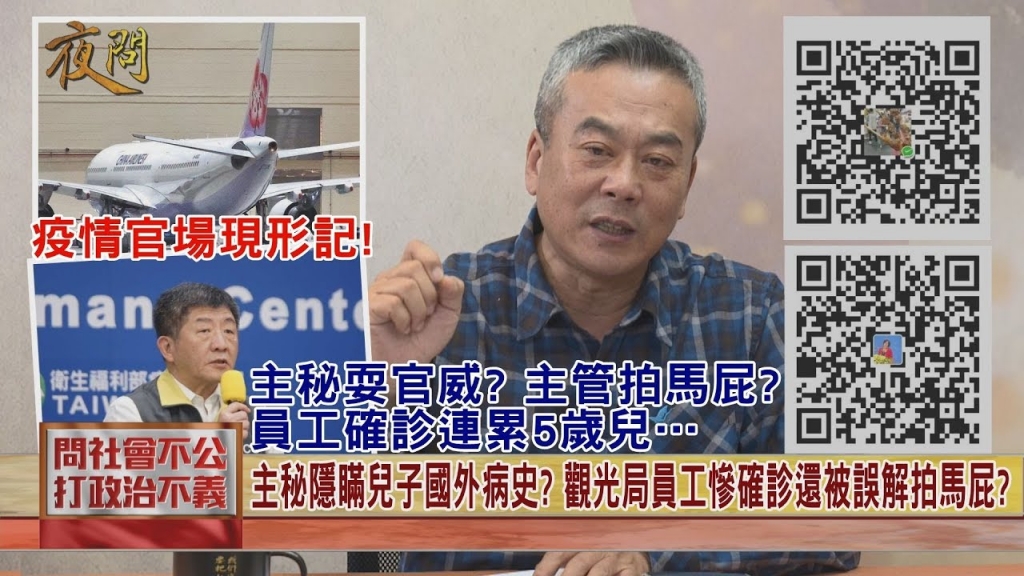 夜問
CHINA AIRLINES
疫情官場現形記!
mand Cente
衛生福利部
TAIW
主秘耍官威? 主管拍馬屁?
員工確診連累5歲兒…
問社會不公
打政治不義
主秘隱瞞兒子國外病史? 觀光局員工慘確診還被誤解拍馬屁?